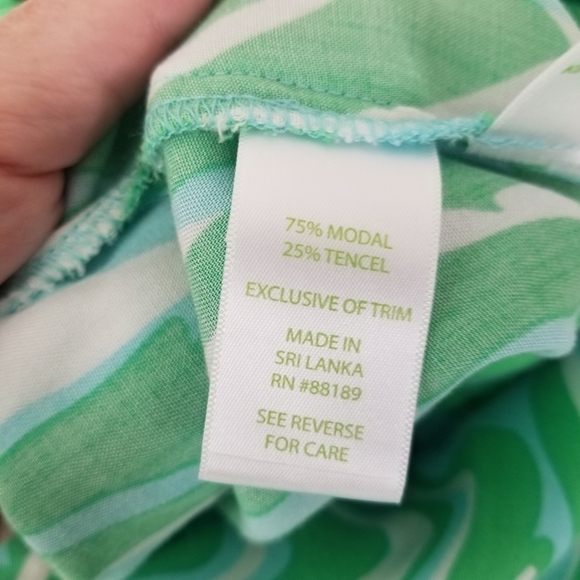 75% MODAL
25% TENCEL
EXCLUSIVE OF TRIM
MADE IN
SRI LANKA
RN #88189
SEE REVERSE
FOR CARE